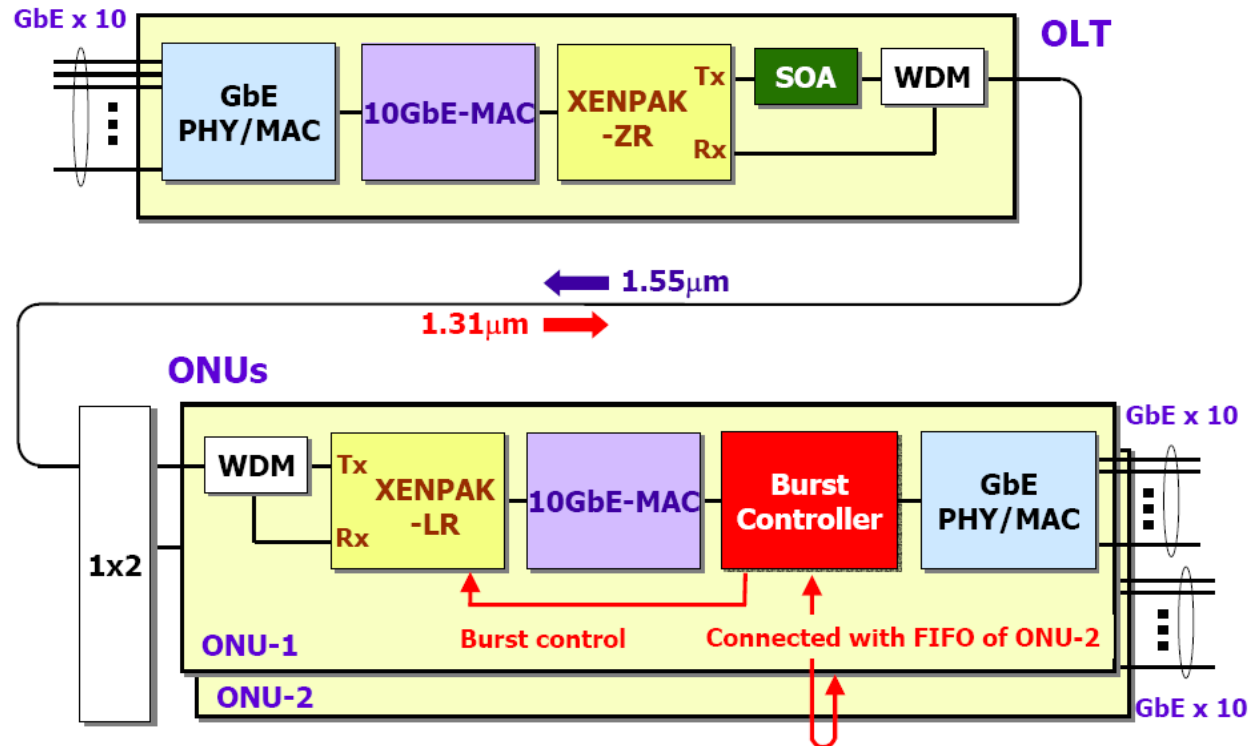 GbE x 10
OLT
GbE
PHY/MAC
10GbE-MAC
XENPAK
-ZR
Tx
Rx
SOA
WDM
1.55μm
1.31μm
ONUs
1x2
WDM
Tx
Rx
XENPAK
-LR
10GbE-MAC
Burst
Controller
GbE
PHY/MAC
GbE x 10
Burst control
Connected with FIFO of ONU-2
ONU-1
ONU-2
GbE x 10